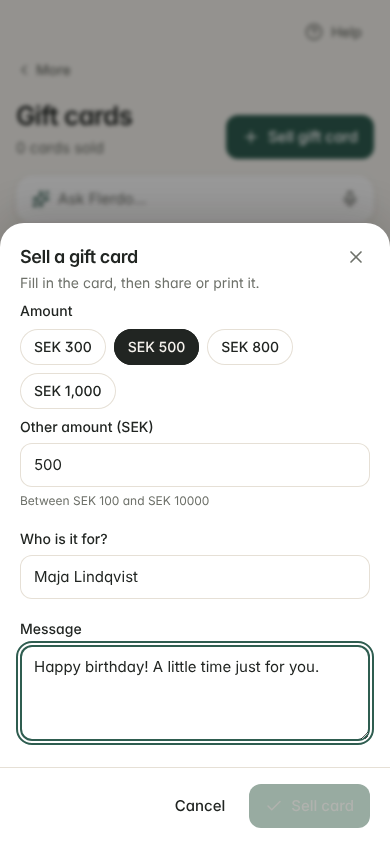 Help
More
Gift cards
0 cards sold
+ Sell gift card
Ask Flerdo...
Sell a gift card
Fill in the card, then share or print it.
Amount
SEK 300 SEK 500 SEK 800
SEK 1,000
Other amount (SEK)
500
Between SEK 100 and SEK 10000
Who is it for?
Maja Lindqvist
Message
Happy birthday! A little time just for you.
Cancel Sell card